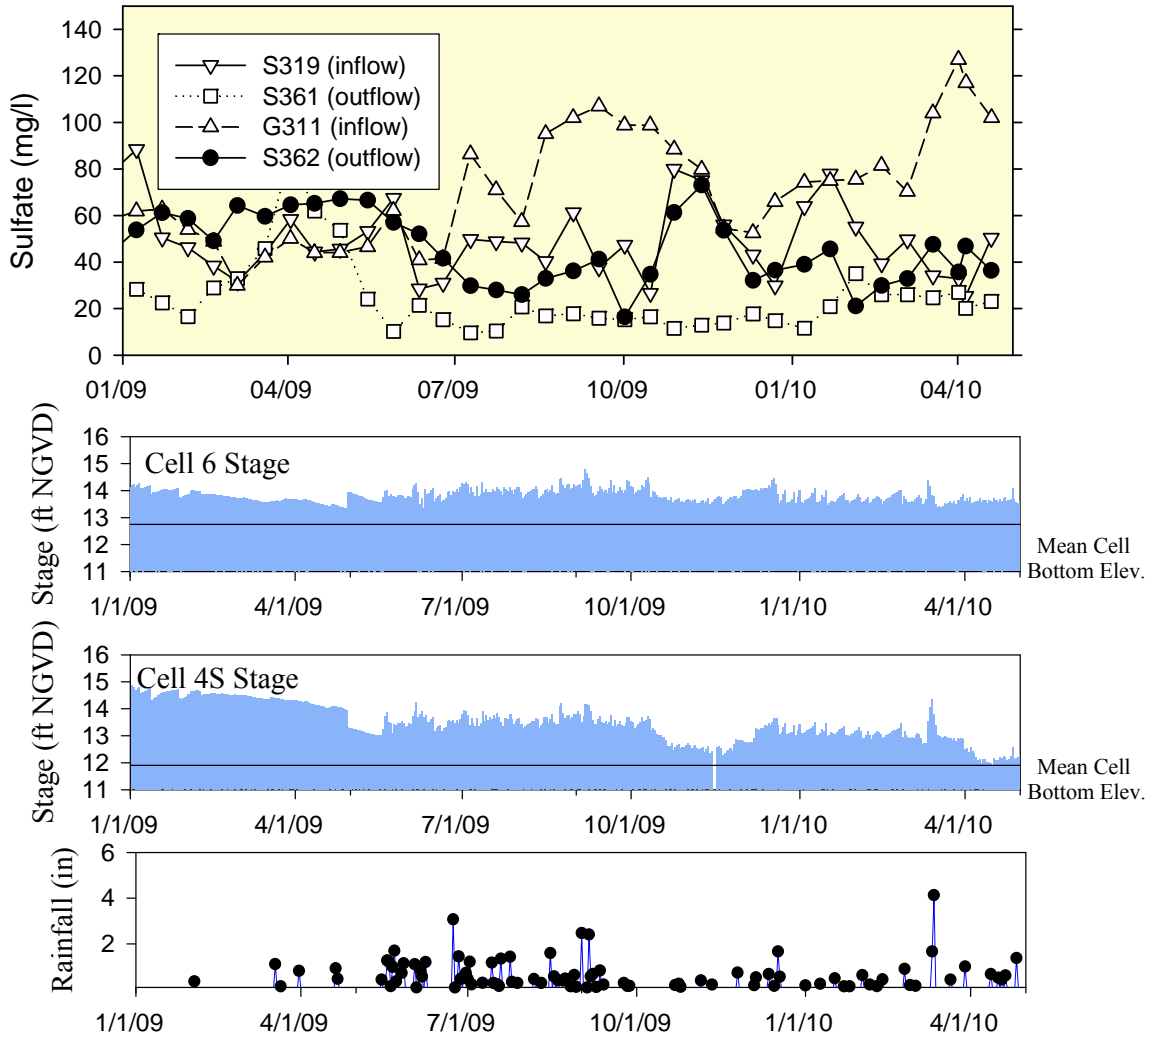 140
120
100
80
60
40
20
0
Sulfate (mg/l)
S319 (inflow)
S361 (outflow)
G311 (inflow)
S362 (outflow)
01/09 04/09 07/09 10/09 01/10 04/10
16
15
14
13
12
11
Stage (ft NGVD)
Cell 6 Stage
Mean Cell
Bottom Elev.
1/1/09 4/1/09 7/1/09 10/1/09 1/1/10 4/1/10
16
15
14
13
12
11
Stage (ft NGVD)
Cell 4S Stage
Mean Cell
Bottom Elev.
1/1/09 4/1/09 7/1/09 10/1/09 1/1/10 4/1/10
6
4
2
Rainfall (in)
1/1/09 4/1/09 7/1/09 10/1/09 1/1/10 4/1/10